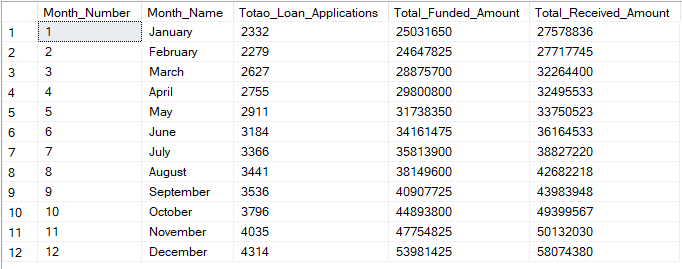 Month_Number Month_Name Totao_Loan_Applications Total_Funded_Amount Total_Received_Amount
1 1 January 2332 25031650 27578836
2 2 February 2279 24647825 27717745
3 3 March 2627 28875700 32264400
4 4 April 2755 29800800 32495533
5 5 May 2911 31738350 33750523
6 6 June 3184 34161475 36164533
7 7 July 3366 35813900 38827220
8 8 August 3441 38149600 42682218
9 9 September 3536 40907725 43983948
10 10 October 3796 44893800 49399567
11 11 November 4035 47754825 50132030
12 12 December 4314 53981425 58074380